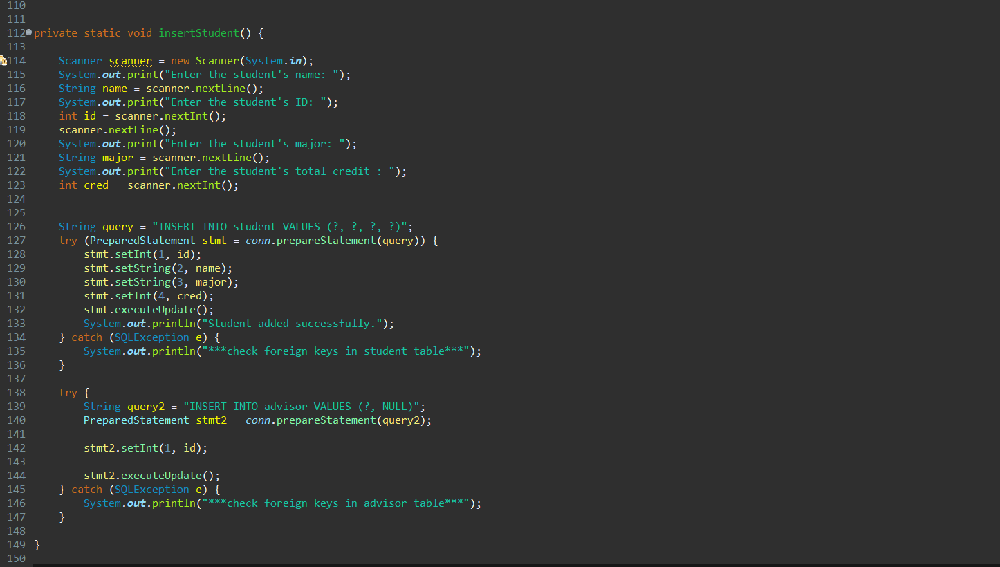 110
111
112 private static void insertStudent() {
113
114     Scanner scanner = new Scanner(System.in);
115     System.out.print("Enter the student's name: ");
116     String name = scanner.nextLine();
117     System.out.print("Enter the student's ID: ");
118     int id = scanner.nextInt();
119     scanner.nextLine();
120     System.out.print("Enter the student's major: ");
121     String major = scanner.nextLine();
122     System.out.print("Enter the student's total credit : ");
123     int cred = scanner.nextInt();
124
125
126     String query = "INSERT INTO student VALUES (?, ?, ?, ?)";
127     try (PreparedStatement stmt = conn.prepareStatement(query)) {
128         stmt.setInt(1, id);
129         stmt.setString(2, name);
130         stmt.setString(3, major);
131         stmt.setInt(4, cred);
132         stmt.executeUpdate();
133         System.out.println("Student added successfully.");
134     } catch (SQLException e) {
135         System.out.println("***check foreign keys in student table***");
136     }
137
138     try {
139         String query2 = "INSERT INTO advisor VALUES (?, NULL)";
140         PreparedStatement stmt2 = conn.prepareStatement(query2);
141
142         stmt2.setInt(1, id);
143
144         stmt2.executeUpdate();
145     } catch (SQLException e) {
146         System.out.println("***check foreign keys in advisor table***");
147     }
148
149 }
150